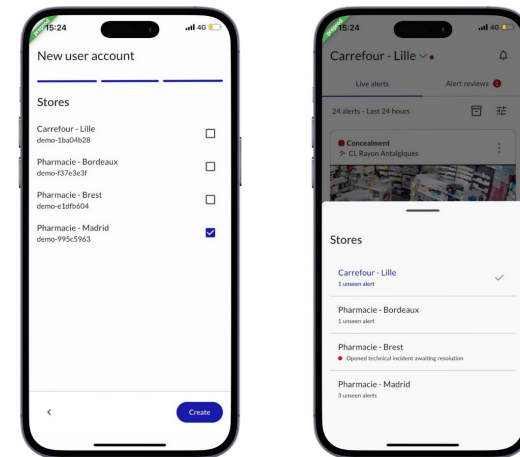 15:24
4G
New user account
Stores
Carrefour - Lille
demo-1ba04b28
Pharmacie - Bordeaux
demo-f37e3e3f
Pharmacie - Brest
demo-e1dfb604
Pharmacie - Madrid
demo-995c5963
Create
15:24
4G
Carrefour - Lille
Live alerts
Alert reviews
24 alerts - Last 24 hours
Concealment
CL Rayon Antalgiques
Stores
Carrefour - Lille
1 unseen alert
Pharmacie - Bordeaux
1 unseen alert
Pharmacie - Brest
Opened technical incident awaiting resolution
Pharmacie - Madrid
3 unseen alerts